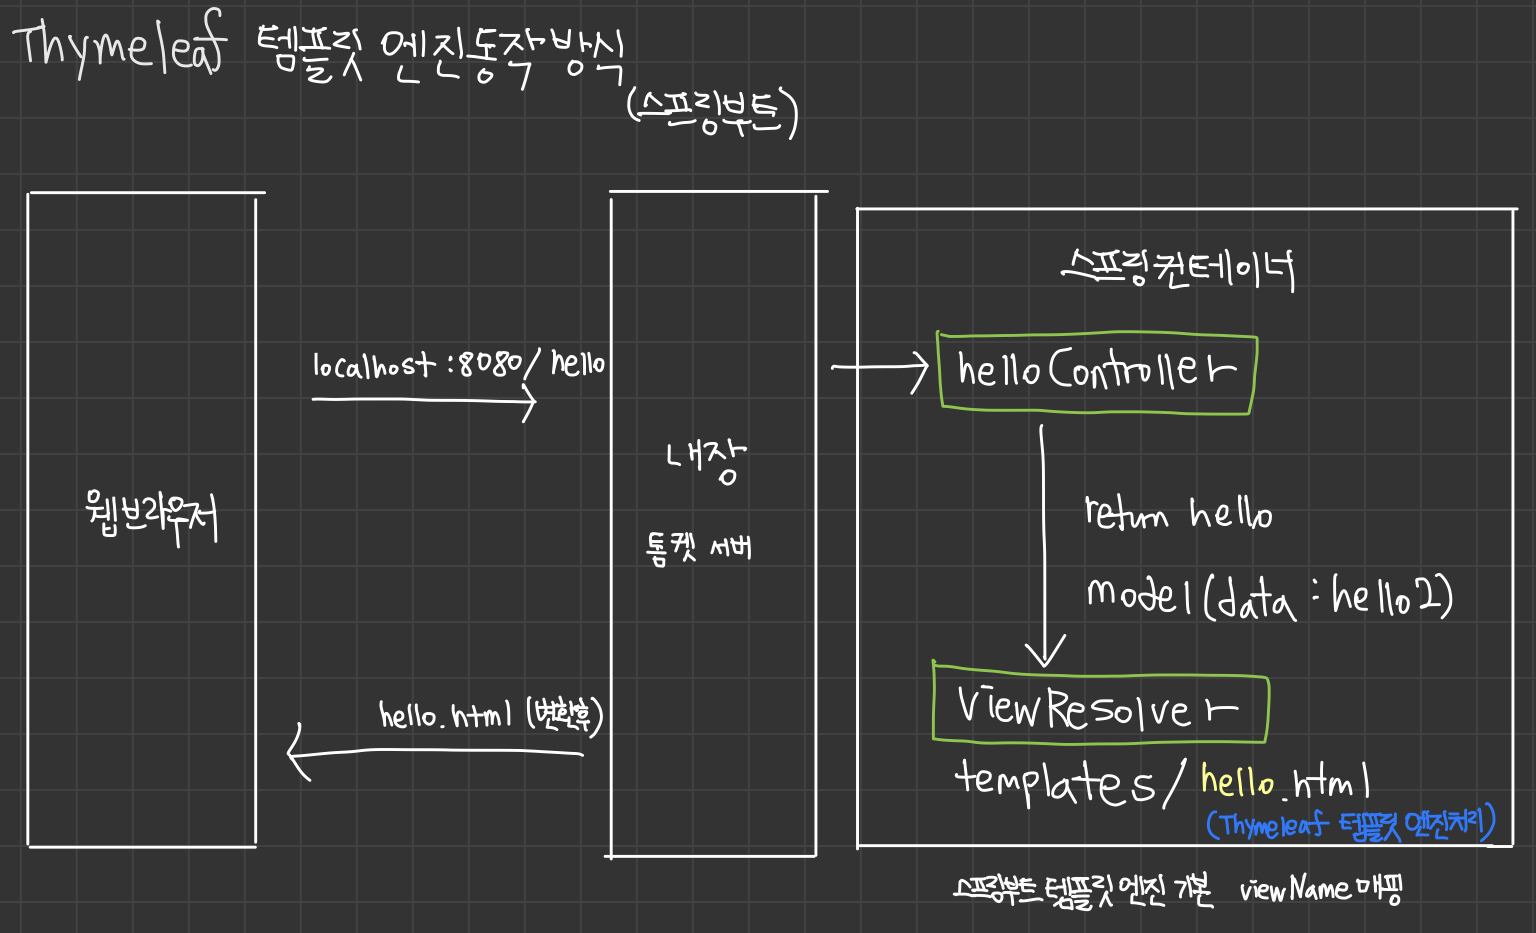 Thymeleaf 템플릿 엔진동작방식
(스프링부트)
스프링컨테이너
localhost:8080/hello
helloController
내장
톰켓 서버
웹브라우저
return hello
model(data:hello2)
hello.html (변환후)
viewResolver
templates/hello.html
(Thymeleaf 템플릿 엔진처리)
스프링부트 템플릿엔진 기본 viewName 매핑